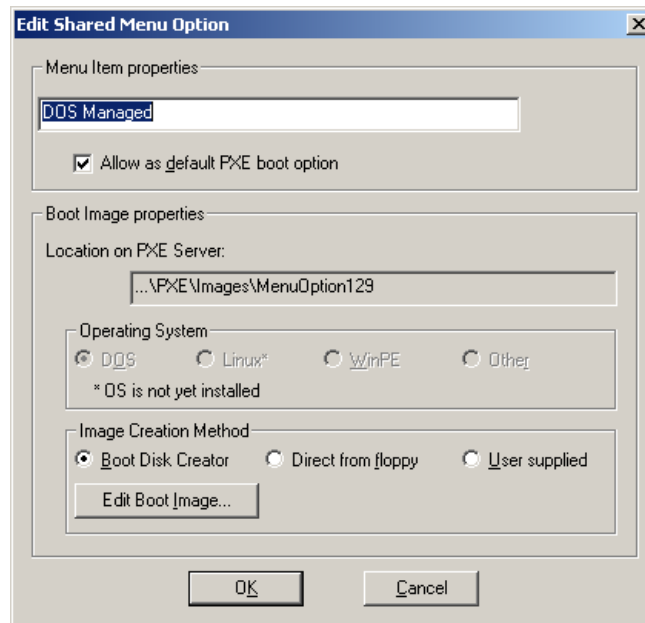 Edit Shared Menu Option
Menu Item properties
DOS Managed
Allow as default PXE boot option
Boot Image properties
Location on PXE Server:
...\PXE\Images\MenuOption129
Operating System
DOS Linux* WinPE Other
* OS is not yet installed
Image Creation Method
Boot Disk Creator Direct from floppy User supplied
Edit Boot Image...
OK Cancel